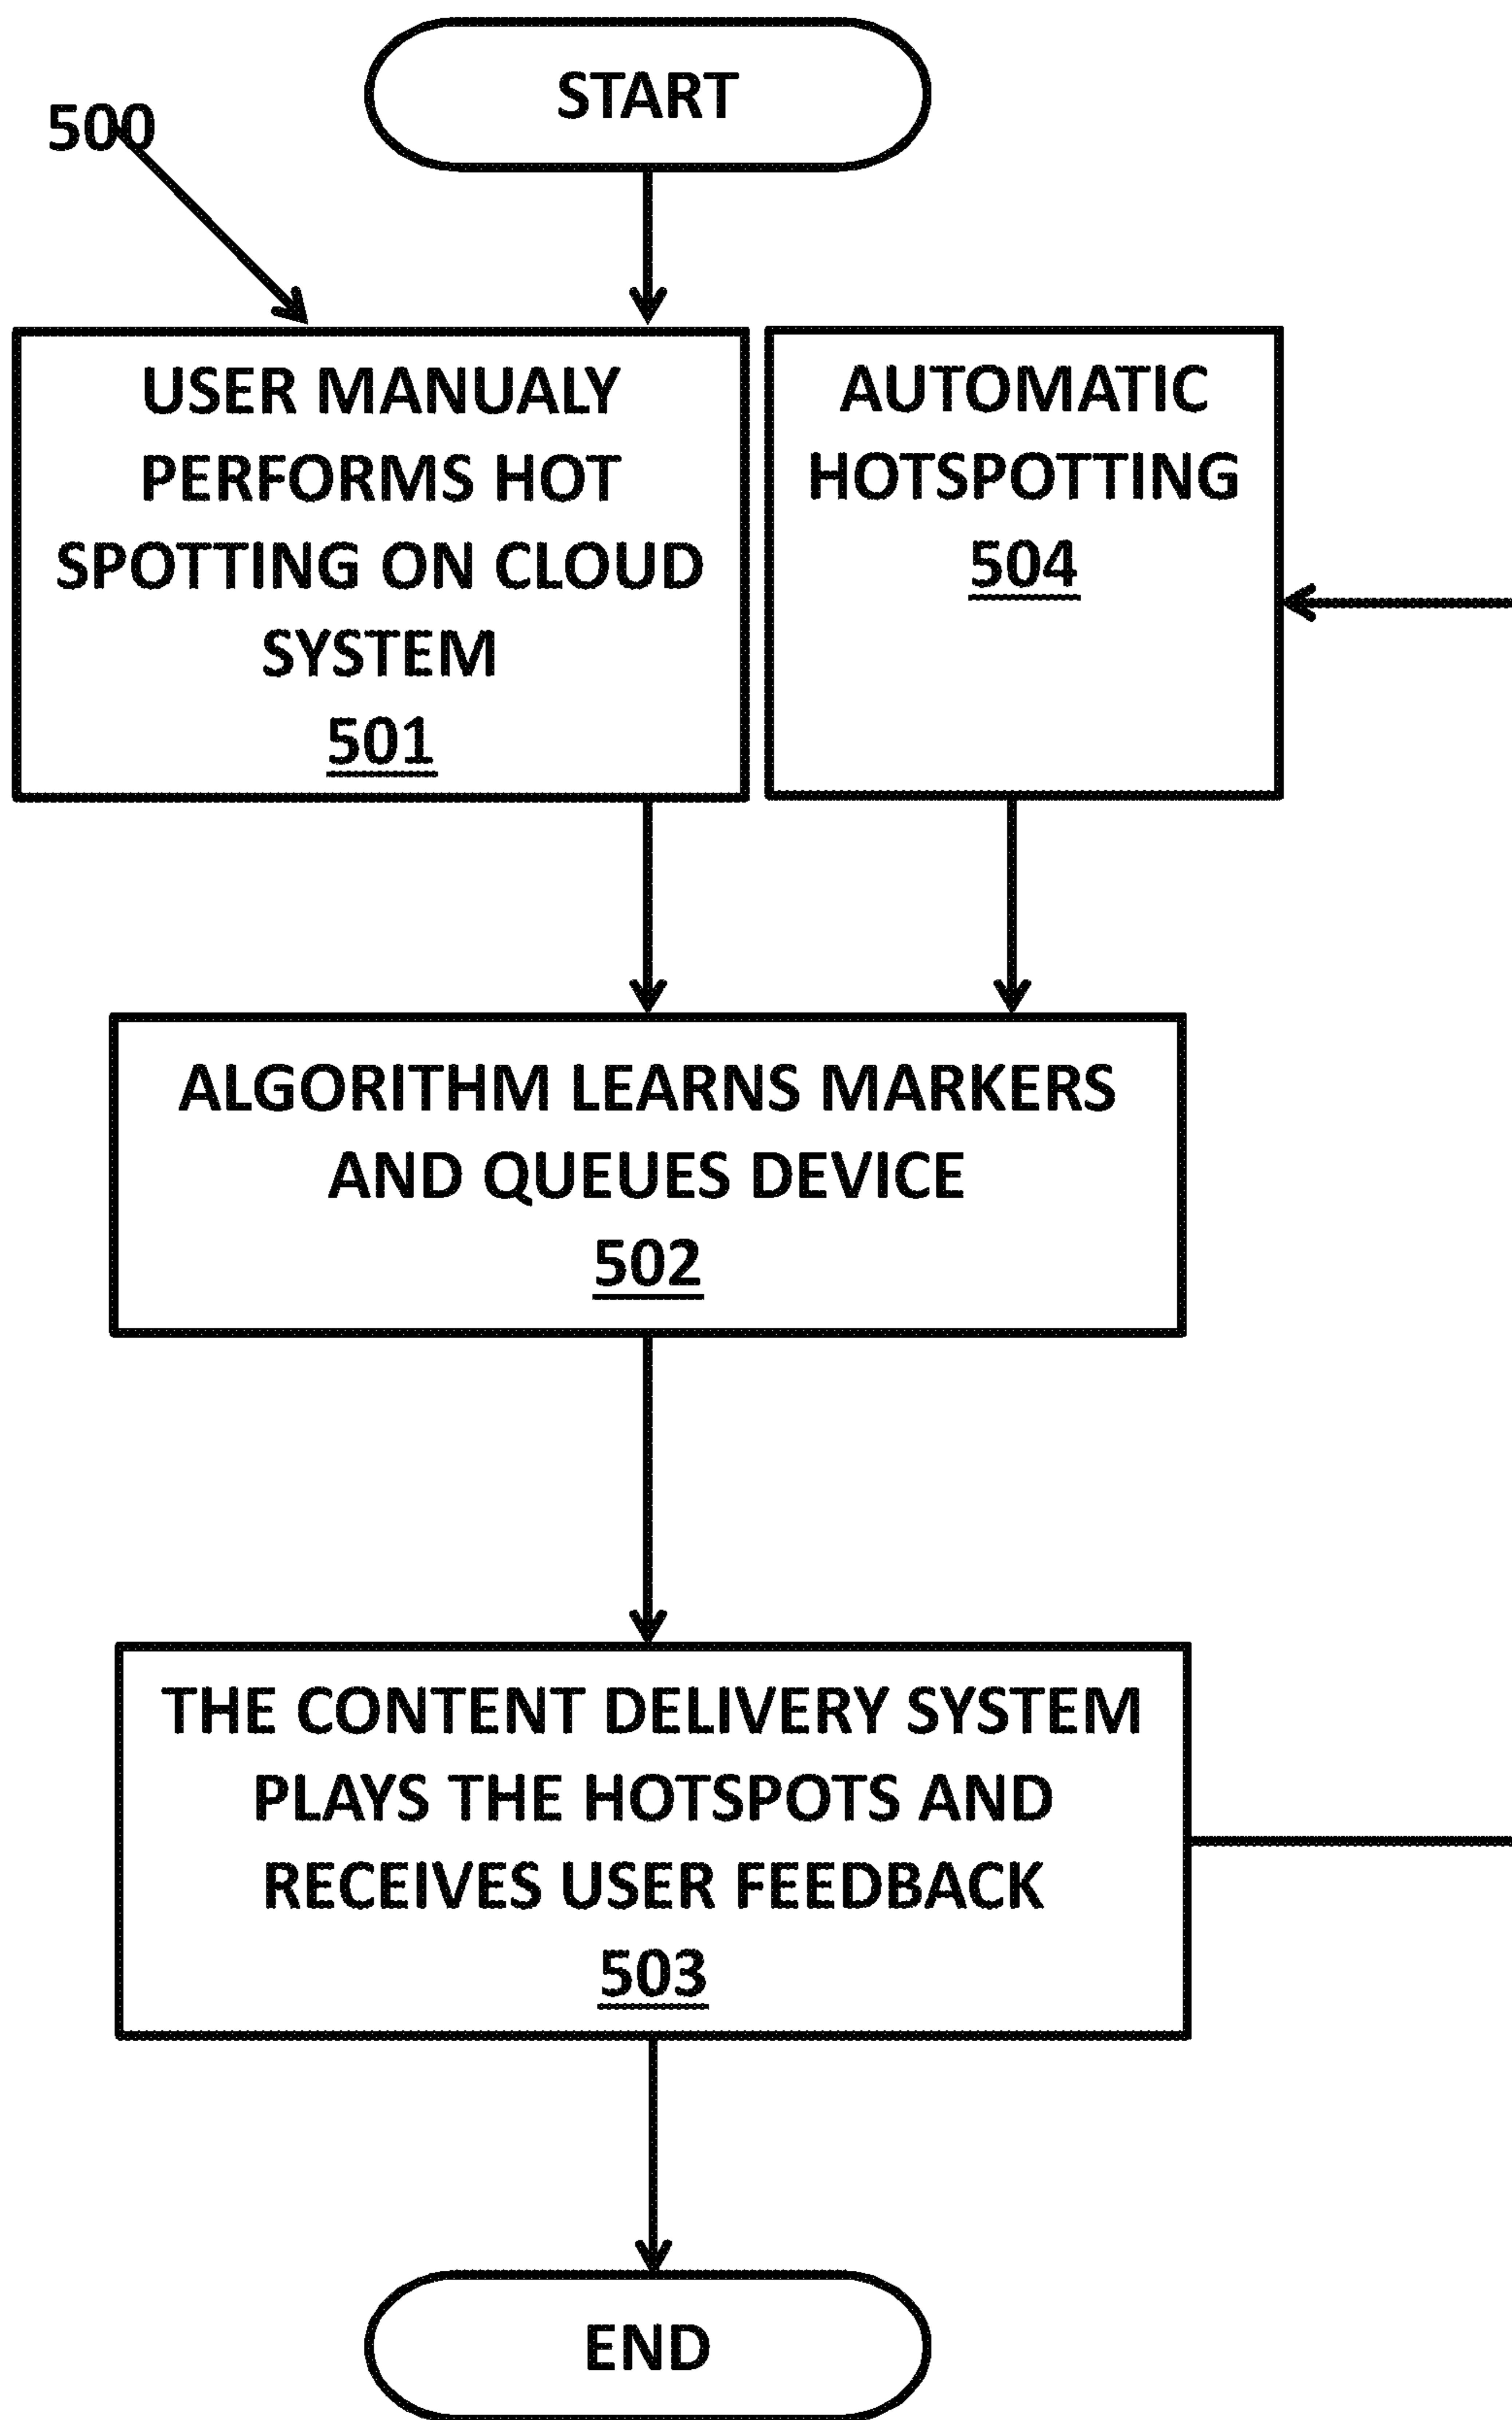 START
500
USER MANUALY
PERFORMS HOT
SPOTTING ON CLOUD
SYSTEM
501
AUTOMATIC
HOTSPOTTING
504
ALGORITHM LEARNS MARKERS
AND QUEUES DEVICE
502
THE CONTENT DELIVERY SYSTEM
PLAYS THE HOTSPOTS AND
RECEIVES USER FEEDBACK
503
END